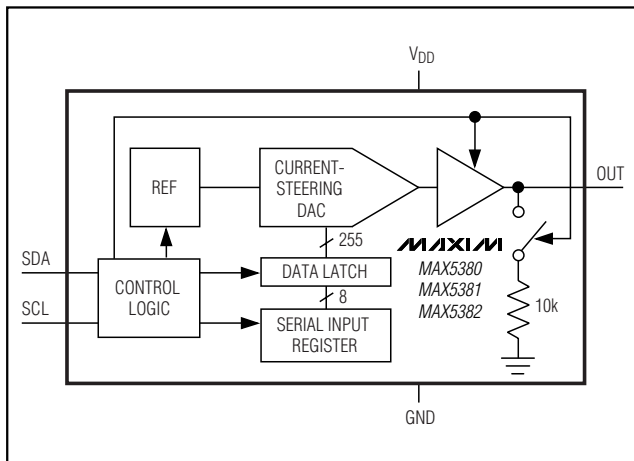 VDD
REF
CURRENT-
STEERING
DAC
OUT
255
SDA
CONTROL
LOGIC
DATA LATCH
MAXIM
MAX5380
MAX5381
MAX5382
8
SCL
SERIAL INPUT
REGISTER
10k
GND